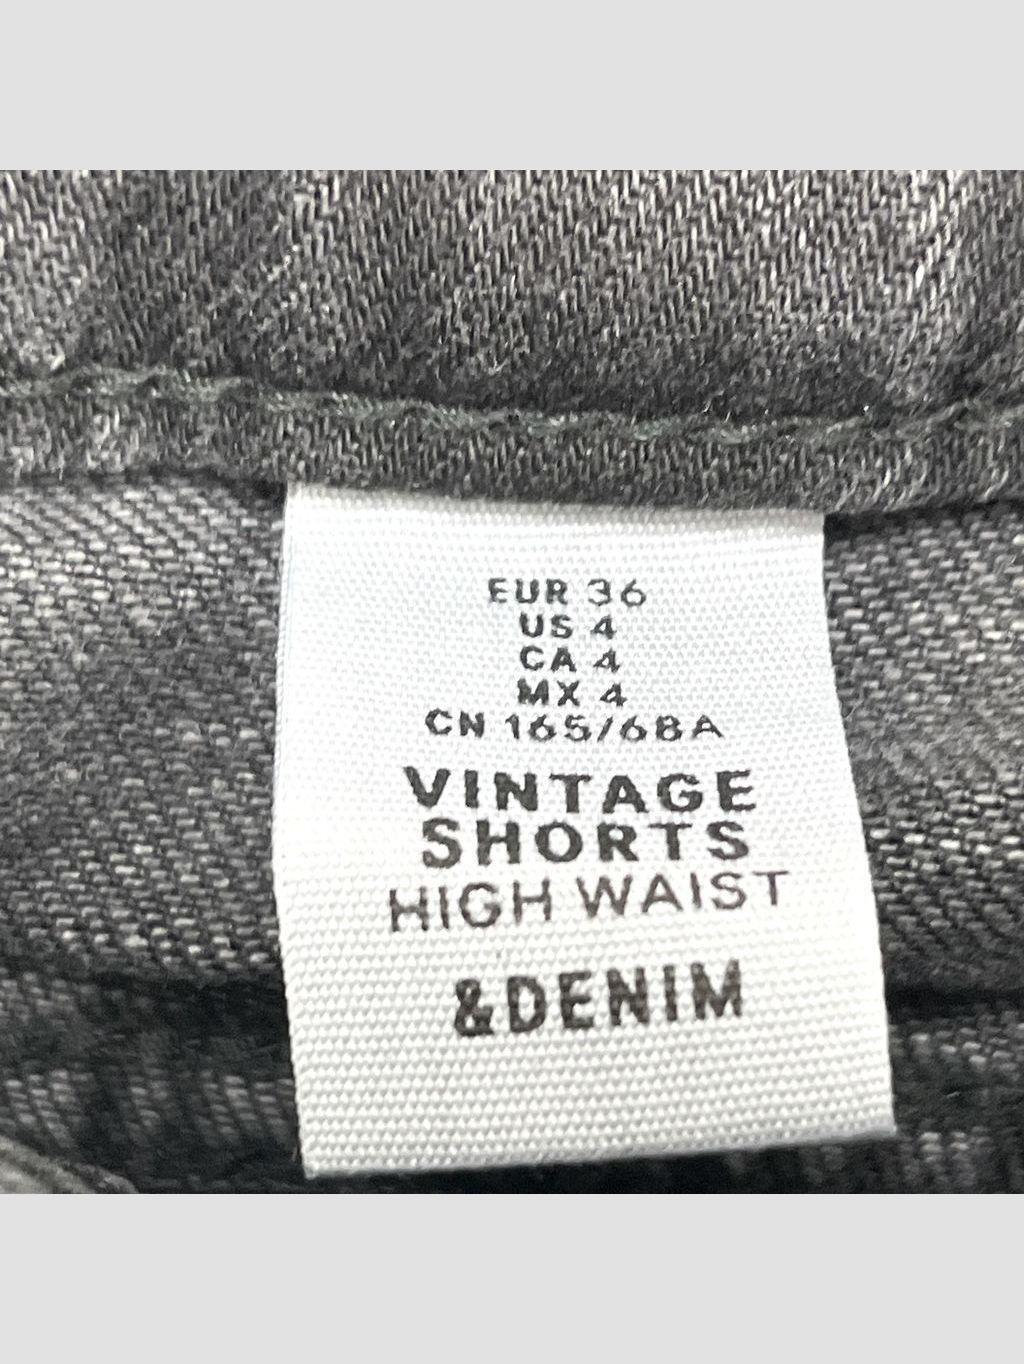 EUR 36
US 4
CA 4
MX 4
CN 165/68A
VINTAGE
SHORTS
HIGH WAIST
&DENIM